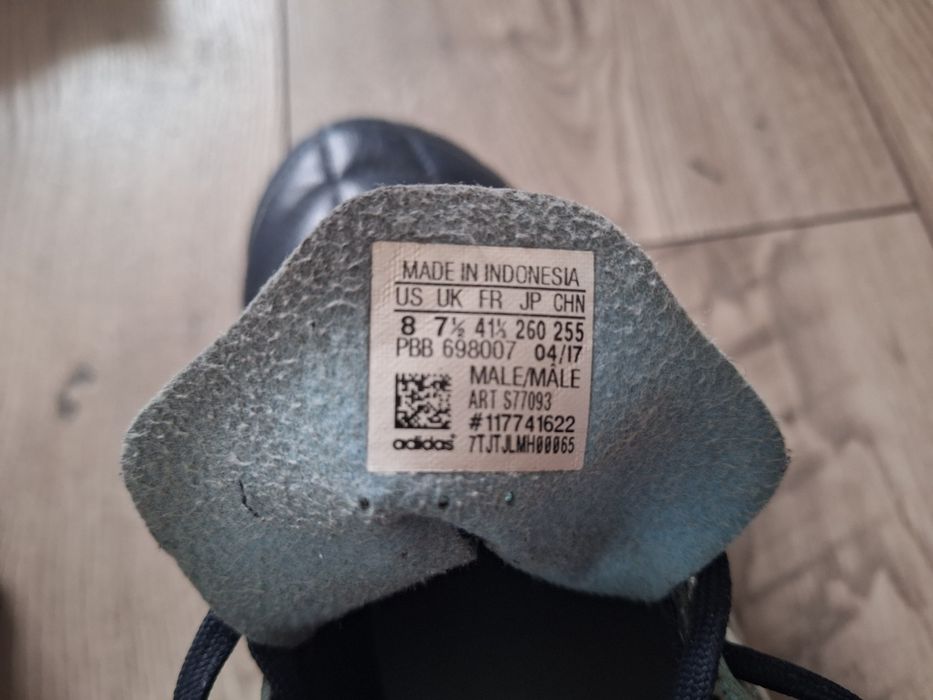 MADE IN INDONESIA
US UK FR JP CHN
8 7½ 41⅓ 260 255
PBB 698007 04/17
MALE/MÂLE
ART S77093
#117741622
adidas® 7TJTJLMH00065